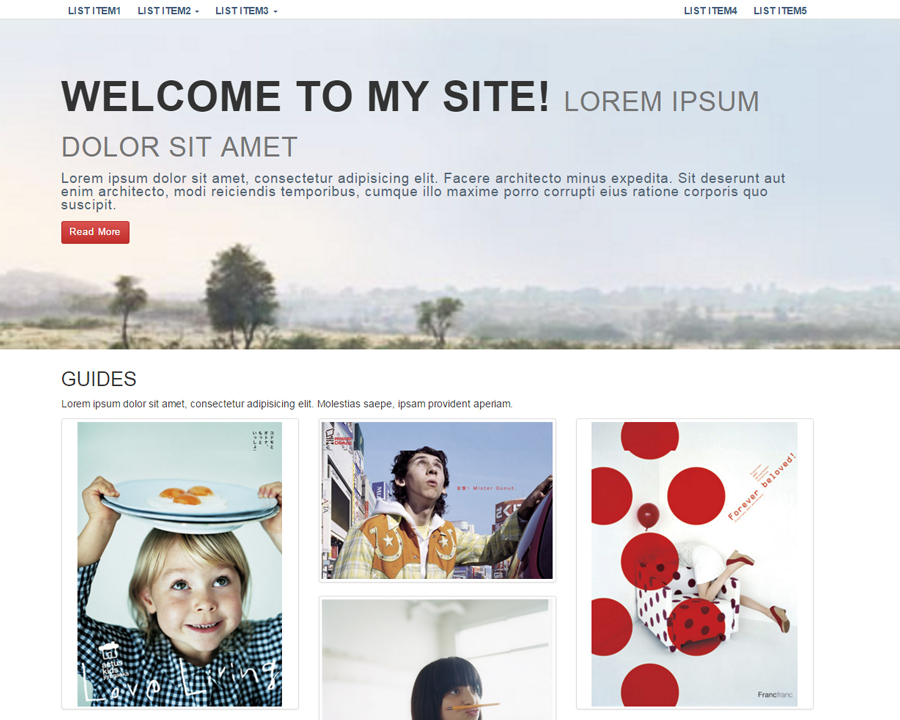 LIST ITEM1 LIST ITEM2 LIST ITEM3 LIST ITEM4 LIST ITEM5
WELCOME TO MY SITE! LOREM IPSUM
DOLOR SIT AMET
Lorem ipsum dolor sit amet, consectetur adipisicing elit. Facere architecto minus expedita. Sit deserunt aut
enim architecto, modi reiciendis temporibus, cumque illo maxime porro corrupti eius ratione corporis quo
suscipit.
Read More
GUIDES
Lorem ipsum dolor sit amet, consectetur adipisicing elit. Molestias saepe, ipsam provident aperiam.
Love Living
Mister Donut.
Forever beloved!
Francfranc